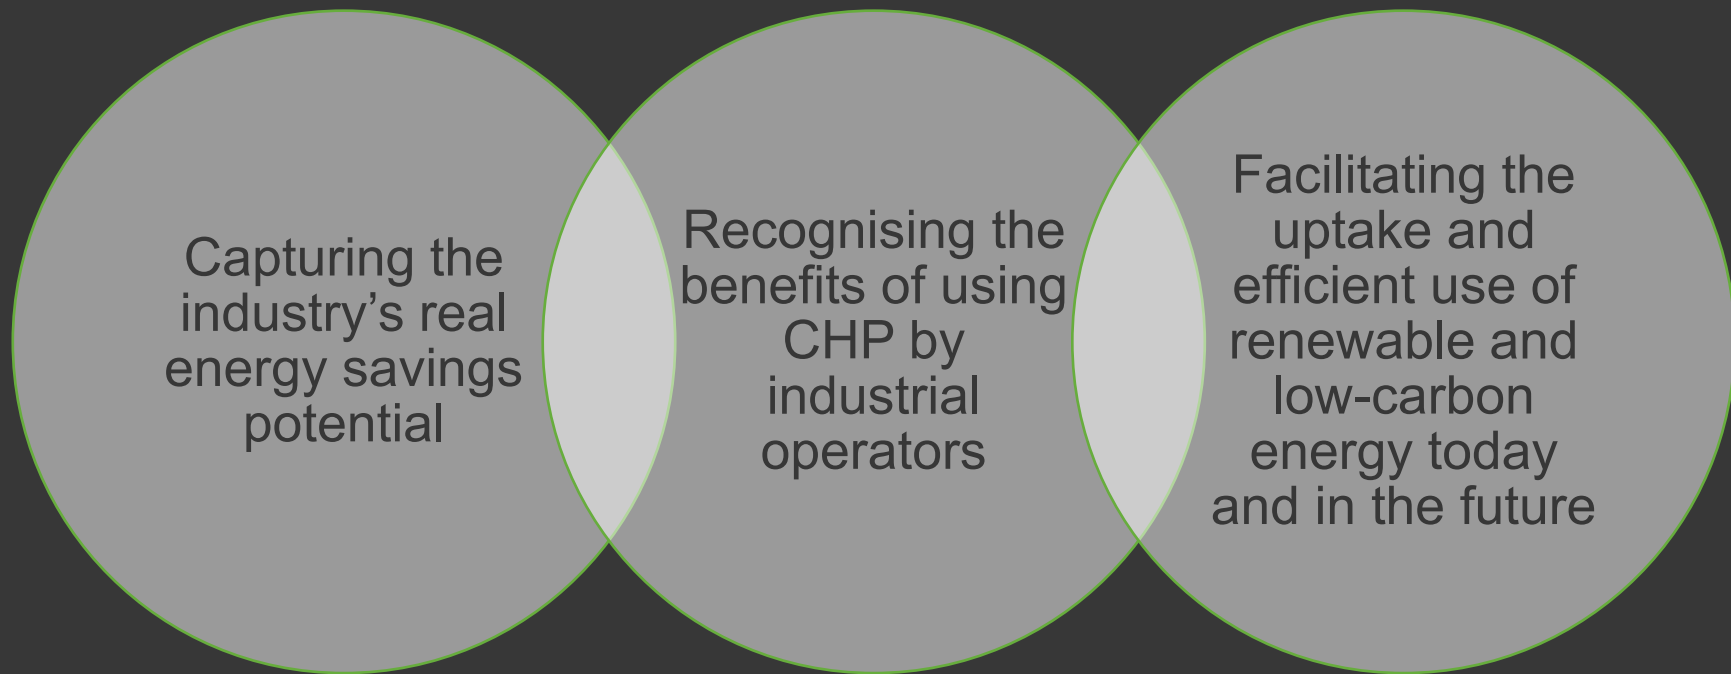 Capturing the
industry’s real
energy savings
potential
Recognising the
benefits of using
CHP by
industrial
operators
Facilitating the
uptake and
efficient use of
renewable and
low-carbon
energy today
and in the future